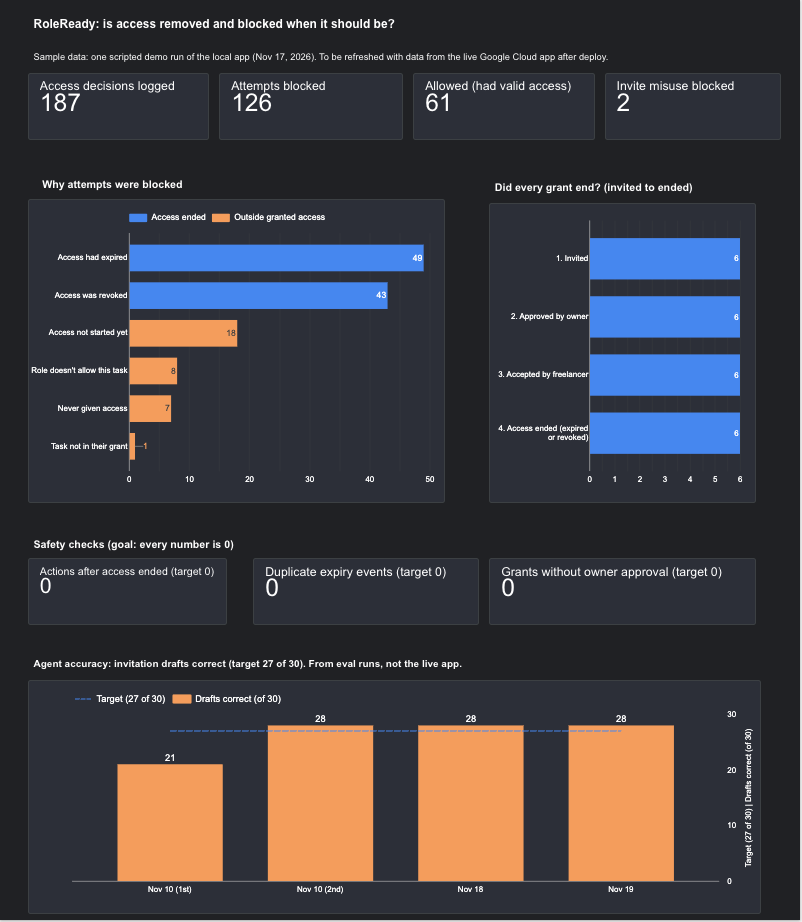 RoleReady: is access removed and blocked when it should be?
Sample data: one scripted demo run of the local app (Nov 17, 2026). To be refreshed with data from the live Google Cloud app after deploy.
Access decisions logged
187
Attempts blocked
126
Allowed (had valid access)
61
Invite misuse blocked
2
Why attempts were blocked
Access ended
Outside granted access
Access had expired
49
Access was revoked
43
Access not started yet
18
Role doesn't allow this task
8
Never given access
7
Task not in their grant
1
0 10 20 30 40 50
Did every grant end? (invited to ended)
1. Invited
6
2. Approved by owner
6
3. Accepted by freelancer
6
4. Access ended (expired
or revoked)
6
0 1 2 3 4 5 6
Safety checks (goal: every number is 0)
Actions after access ended (target 0)
0
Duplicate expiry events (target 0)
0
Grants without owner approval (target 0)
0
Agent accuracy: invitation drafts correct (target 27 of 30). From eval runs, not the live app.
Target (27 of 30)
Drafts correct (of 30)
21
28
28
28
30
20
10
0
Target (27 of 30) | Drafts correct (of 30)
Nov 10 (1st)
Nov 10 (2nd)
Nov 18
Nov 19